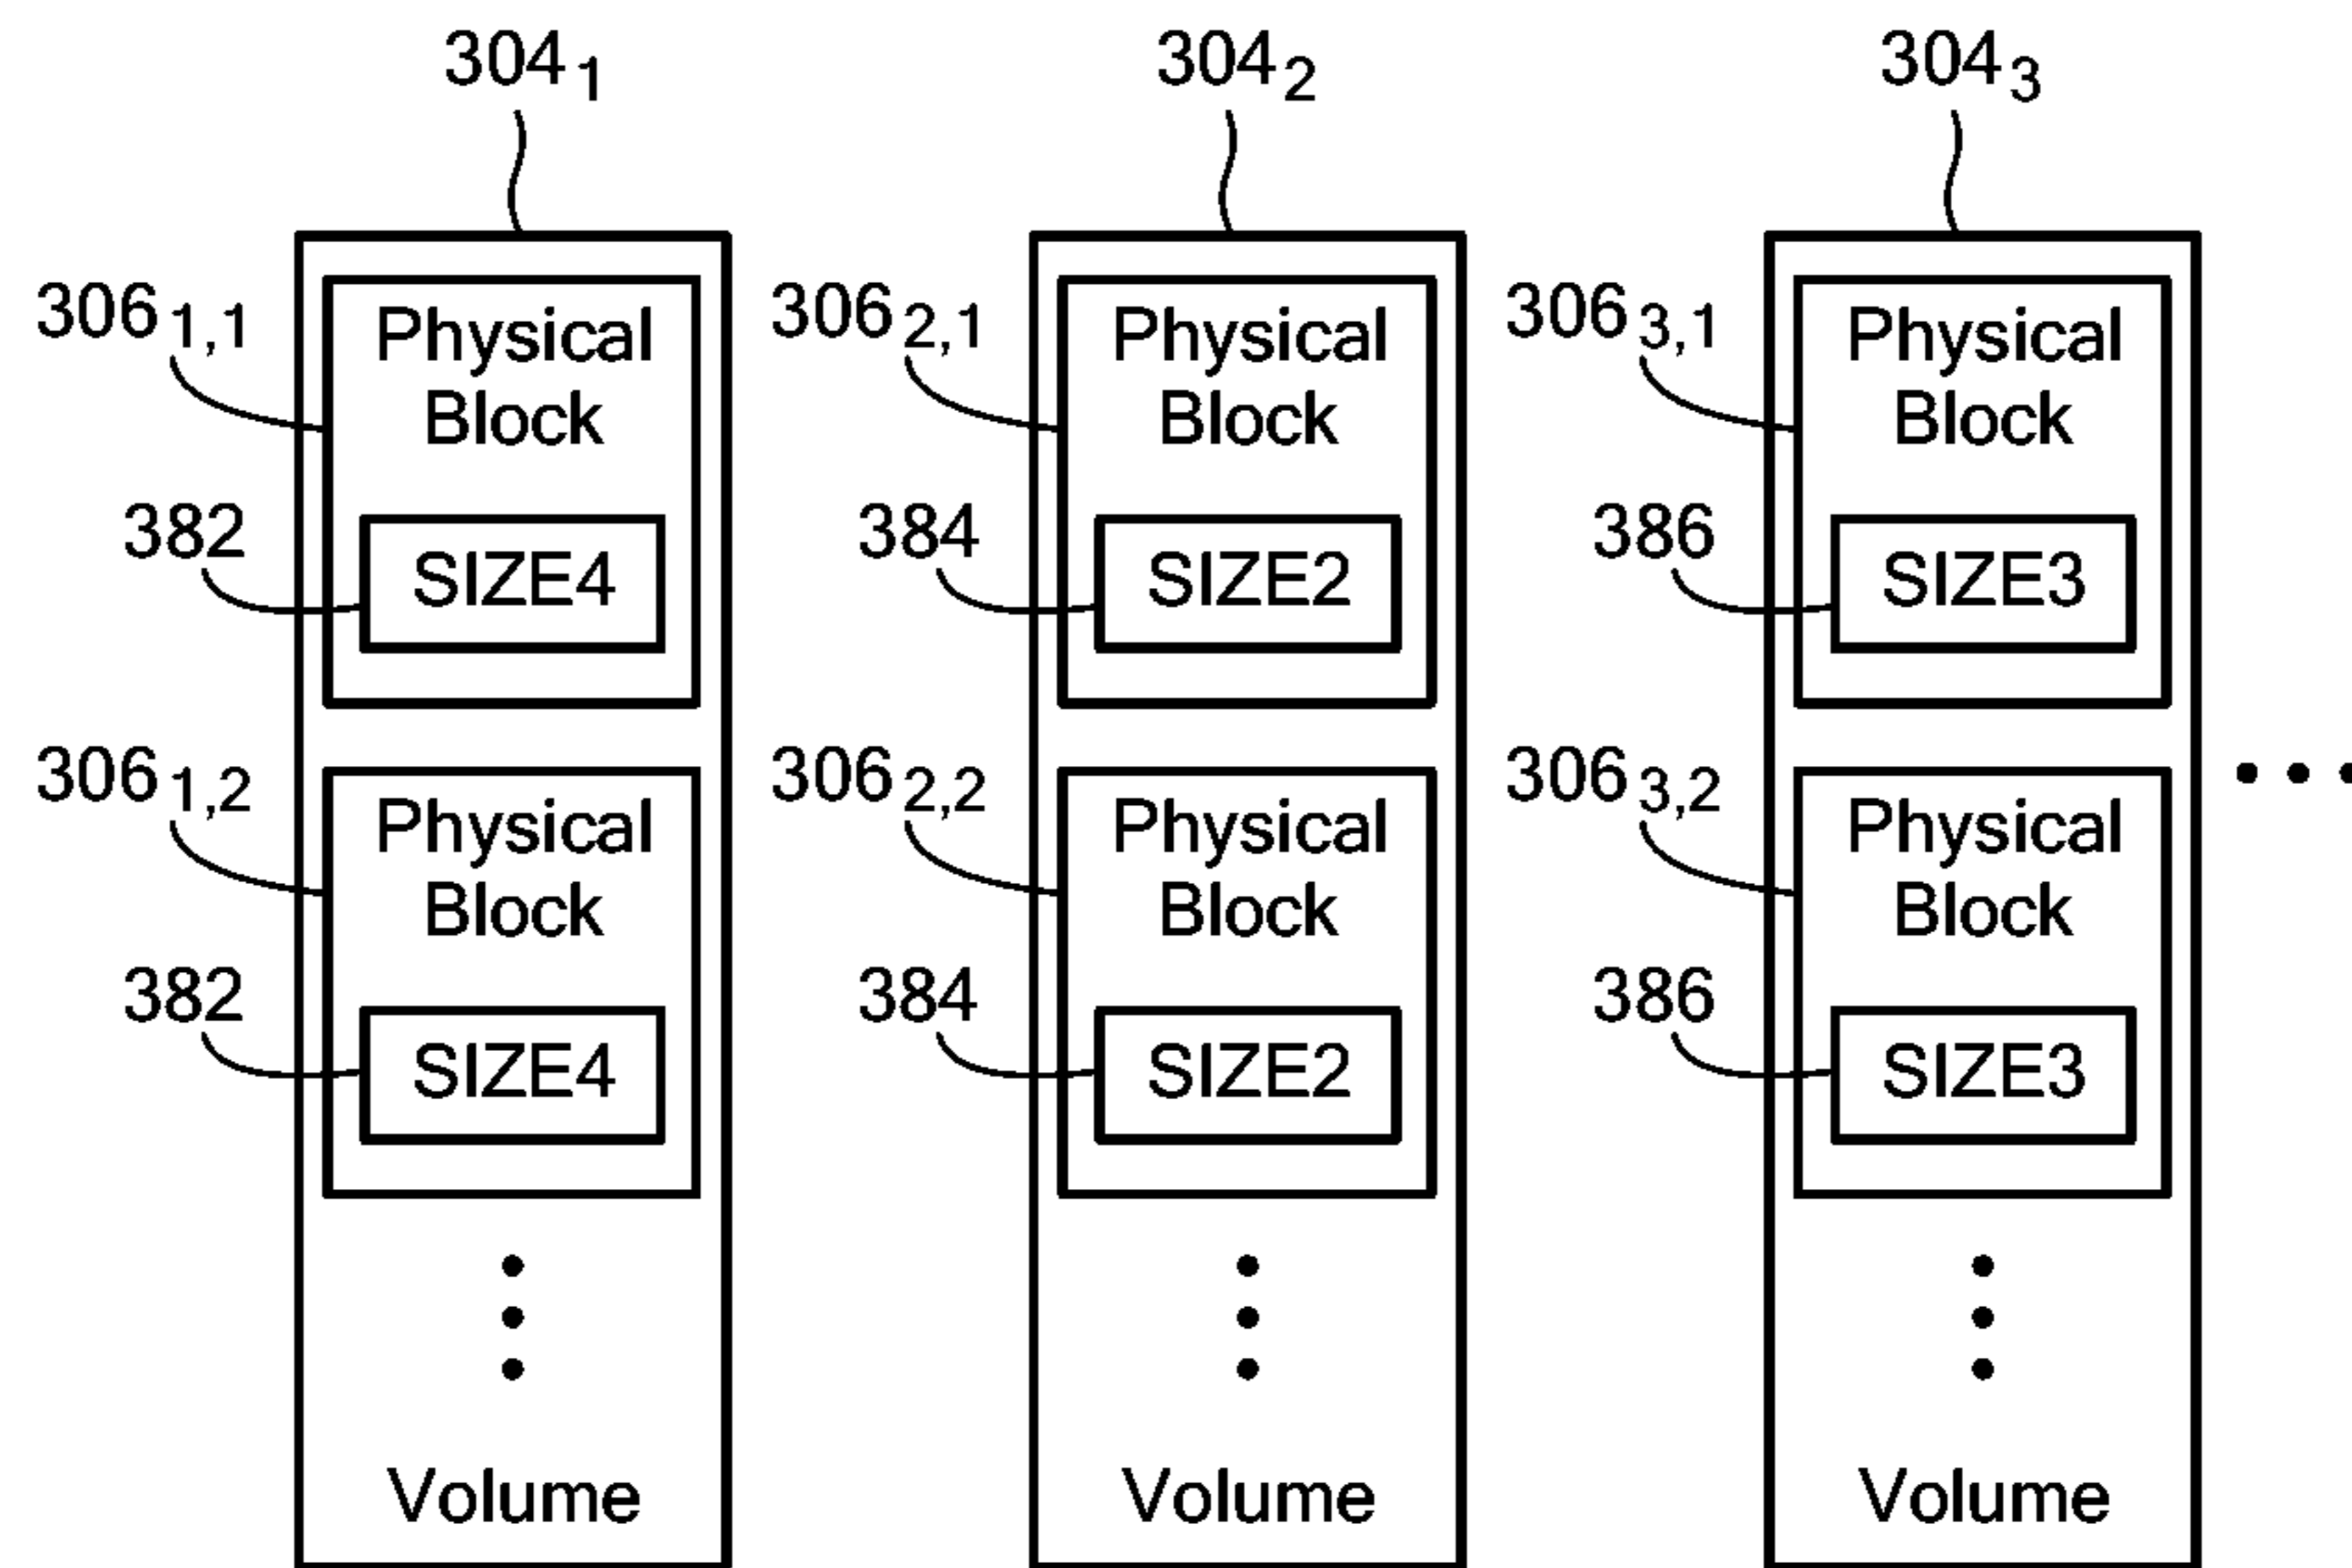 304₁ 304₂ 304₃
306₁,₁ Physical Block 306₂,₁ Physical Block 306₃,₁ Physical Block
382 SIZE4 384 SIZE2 386 SIZE3
306₁,₂ Physical Block 306₂,₂ Physical Block 306₃,₂ Physical Block
382 SIZE4 384 SIZE2 386 SIZE3
Volume Volume Volume